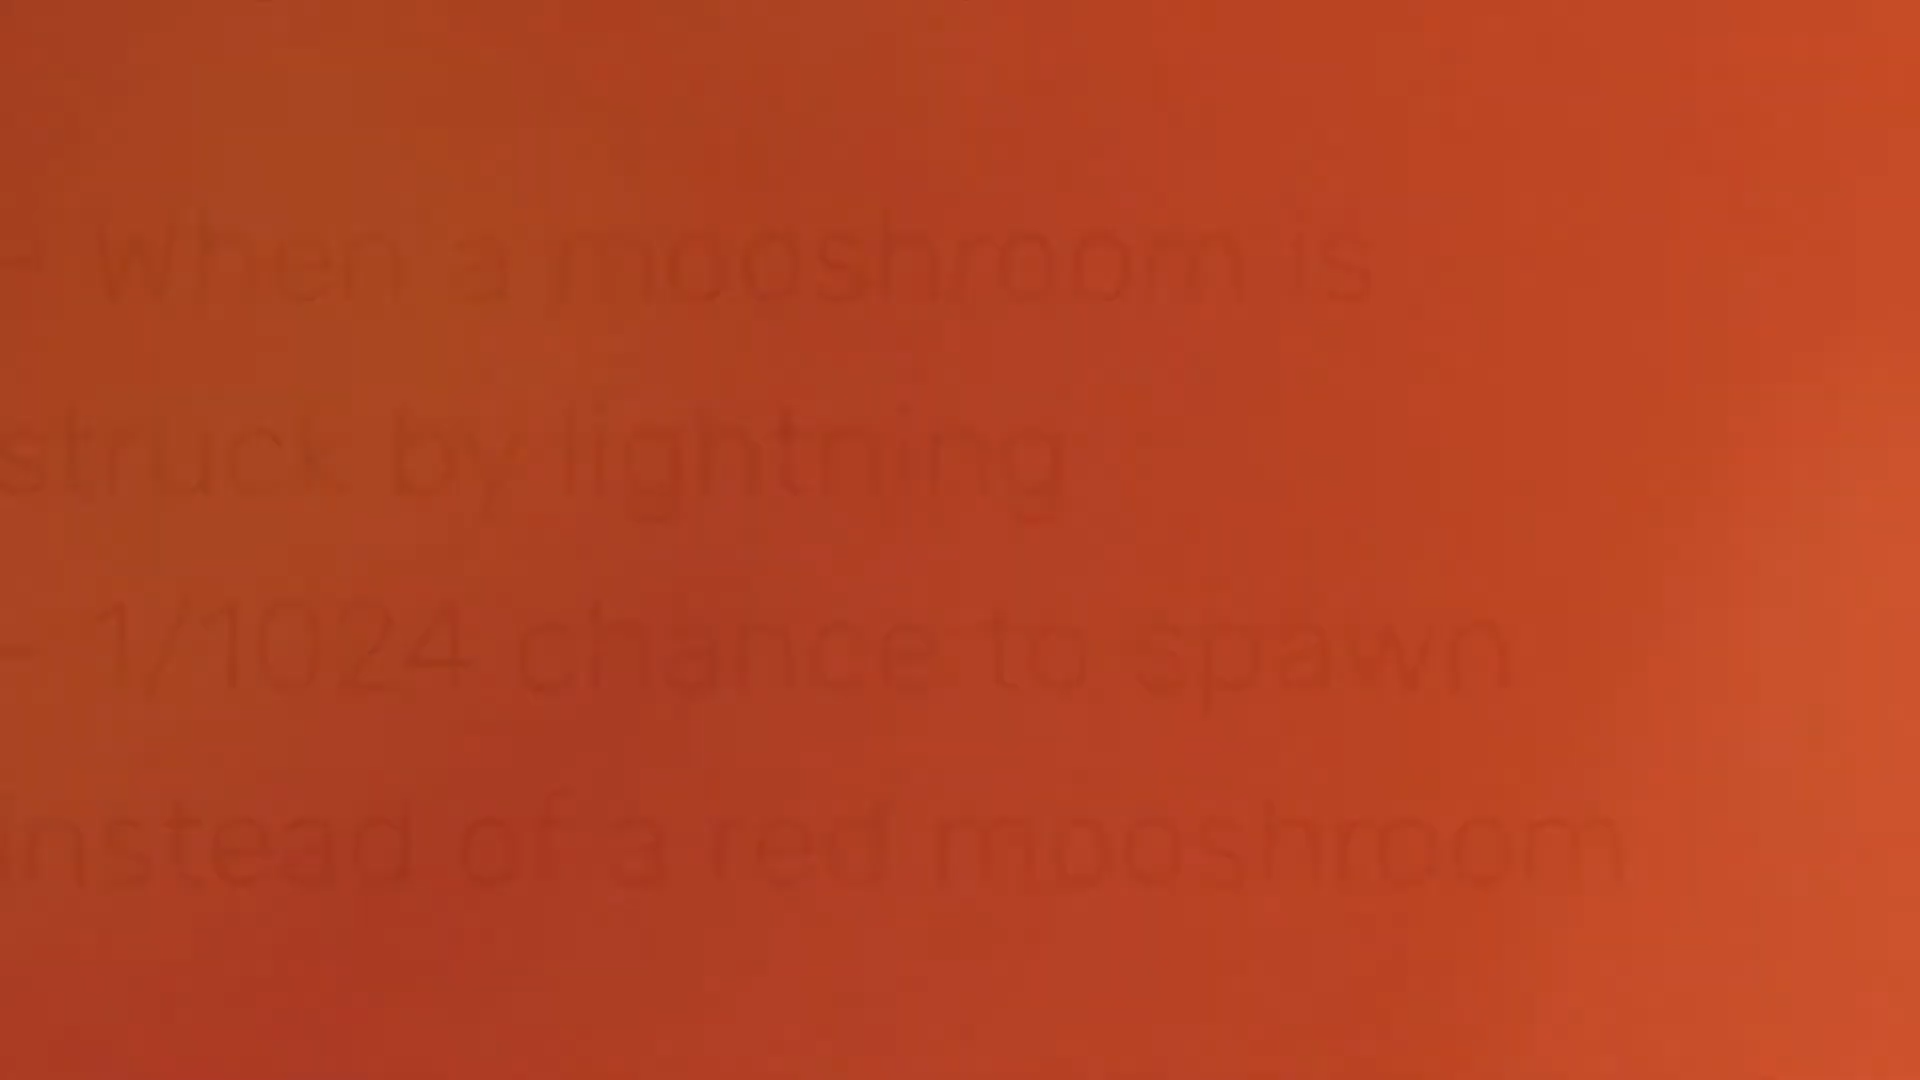 - When a mooshroom is
struck by lightning
- 1/1024 chance to spawn
instead of a red mooshroom